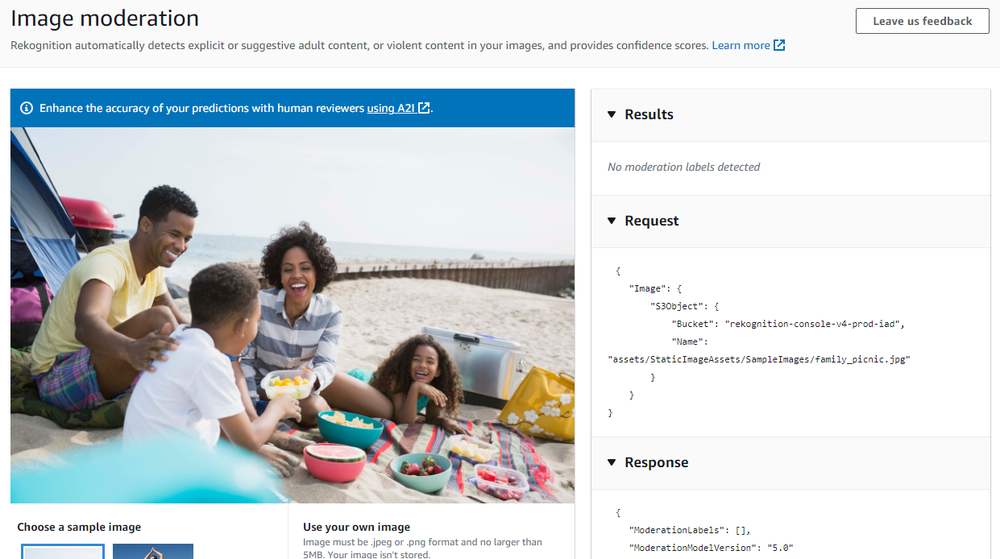 Image moderation
Leave us feedback
Rekognition automatically detects explicit or suggestive adult content, or violent content in your images, and provides confidence scores. Learn more
Enhance the accuracy of your predictions with human reviewers using A2I.
Choose a sample image
Use your own image
Image must be .jpeg or .png format and no larger than
5MB. Your image isn't stored.
Results
No moderation labels detected
Request
{
"Image": {
"S3Object": {
"Bucket": "rekognition-console-v4-prod-iad",
"Name":
"assets/StaticImageAssets/SampleImages/family_picnic.jpg"
}
}
}
Response
{
"ModerationLabels": [],
"ModerationModelVersion": "5.0"